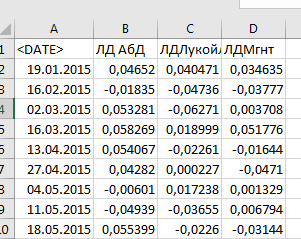 A B C D
1 <DATE> ЛД АбД ЛДЛукойл ЛДМгнт
2 19.01.2015 0,04652 0,040471 0,034635
3 16.02.2015 -0,01835 -0,04736 -0,03777
4 02.03.2015 0,053281 -0,06271 0,003708
5 16.03.2015 0,058269 0,018999 0,051776
6 13.04.2015 0,054067 -0,02261 -0,01644
7 27.04.2015 0,04282 0,000227 -0,0471
8 04.05.2015 -0,00601 0,017238 0,001329
9 11.05.2015 -0,04939 -0,03655 0,006794
10 18.05.2015 0,055399 -0,0226 -0,03144